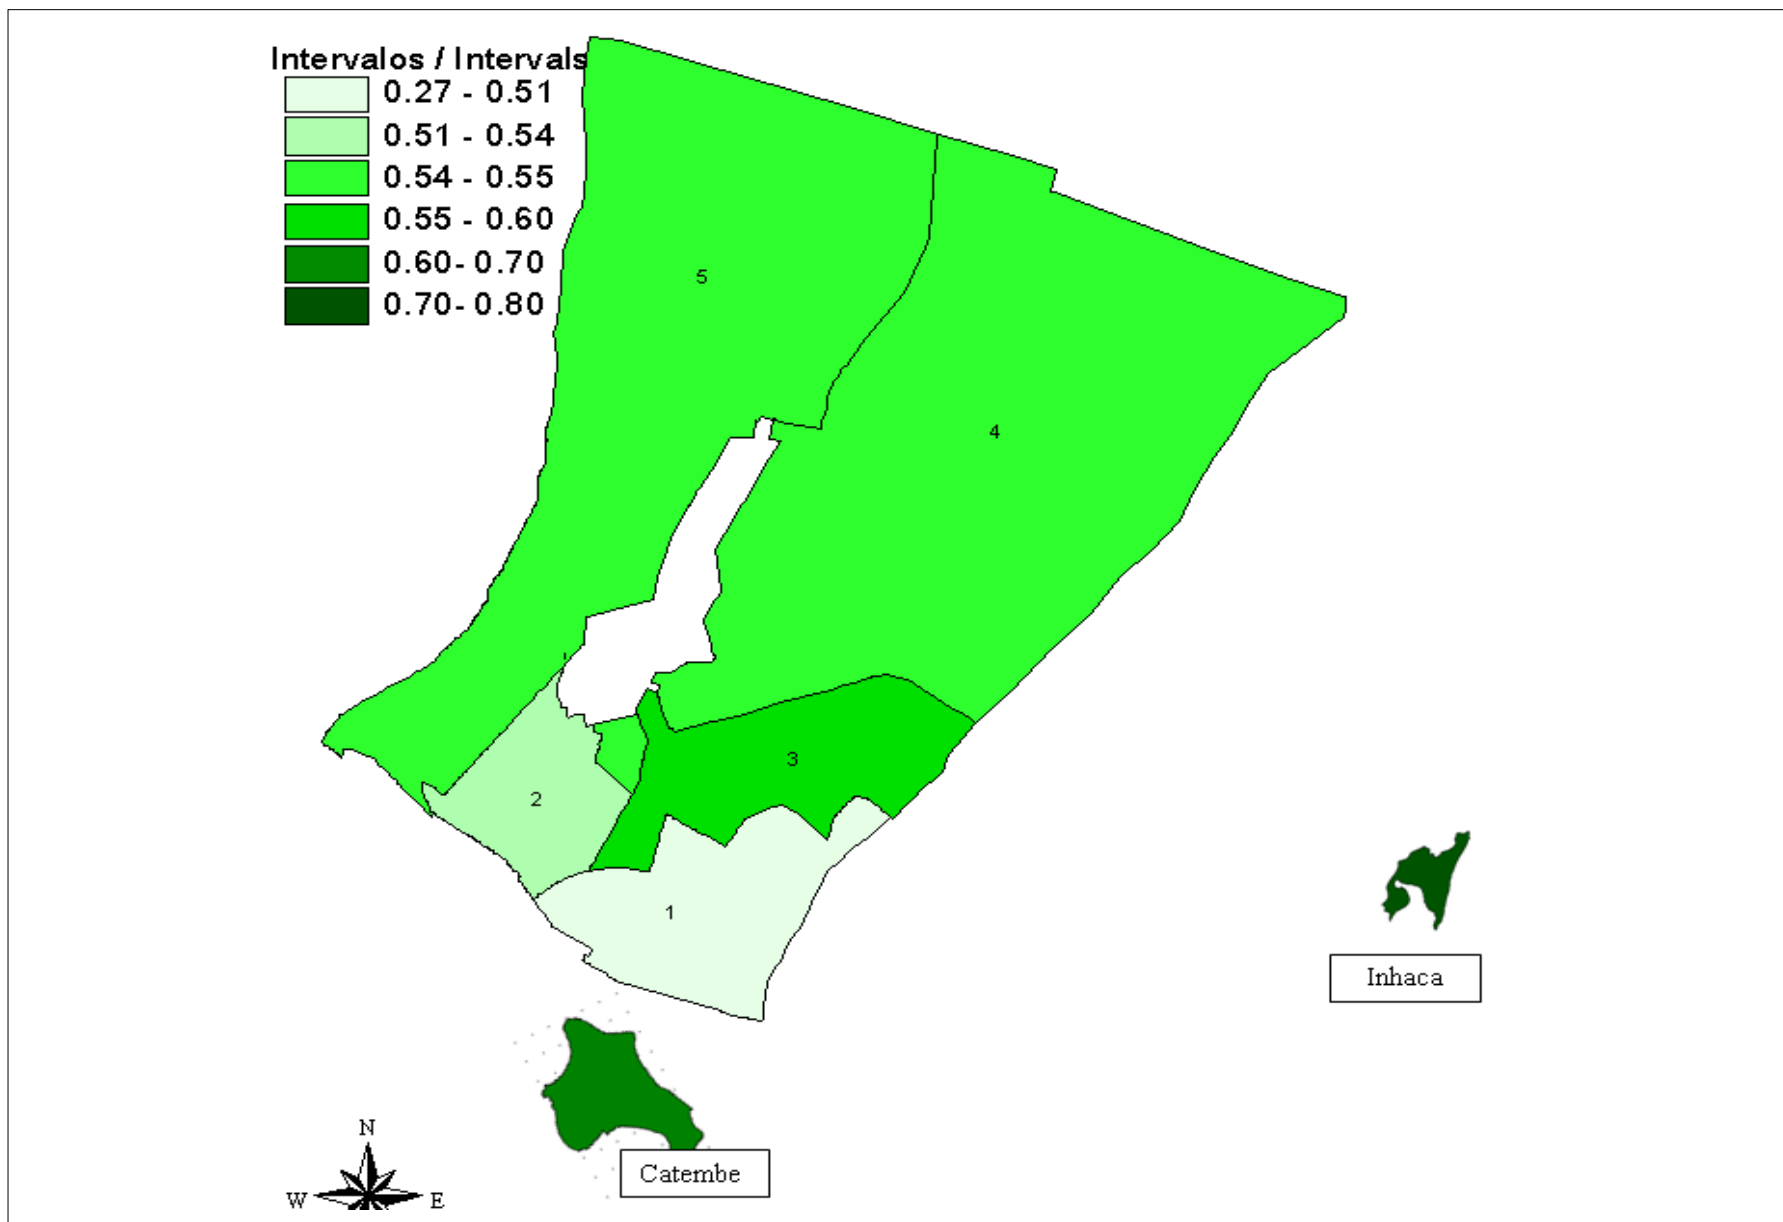 Intervalos / Intervals
0.27 - 0.51
0.51 - 0.54
0.54 - 0.55
0.55 - 0.60
0.60- 0.70
0.70- 0.80
5
4
3
2
1
Inhaca
Catembe
N
W E